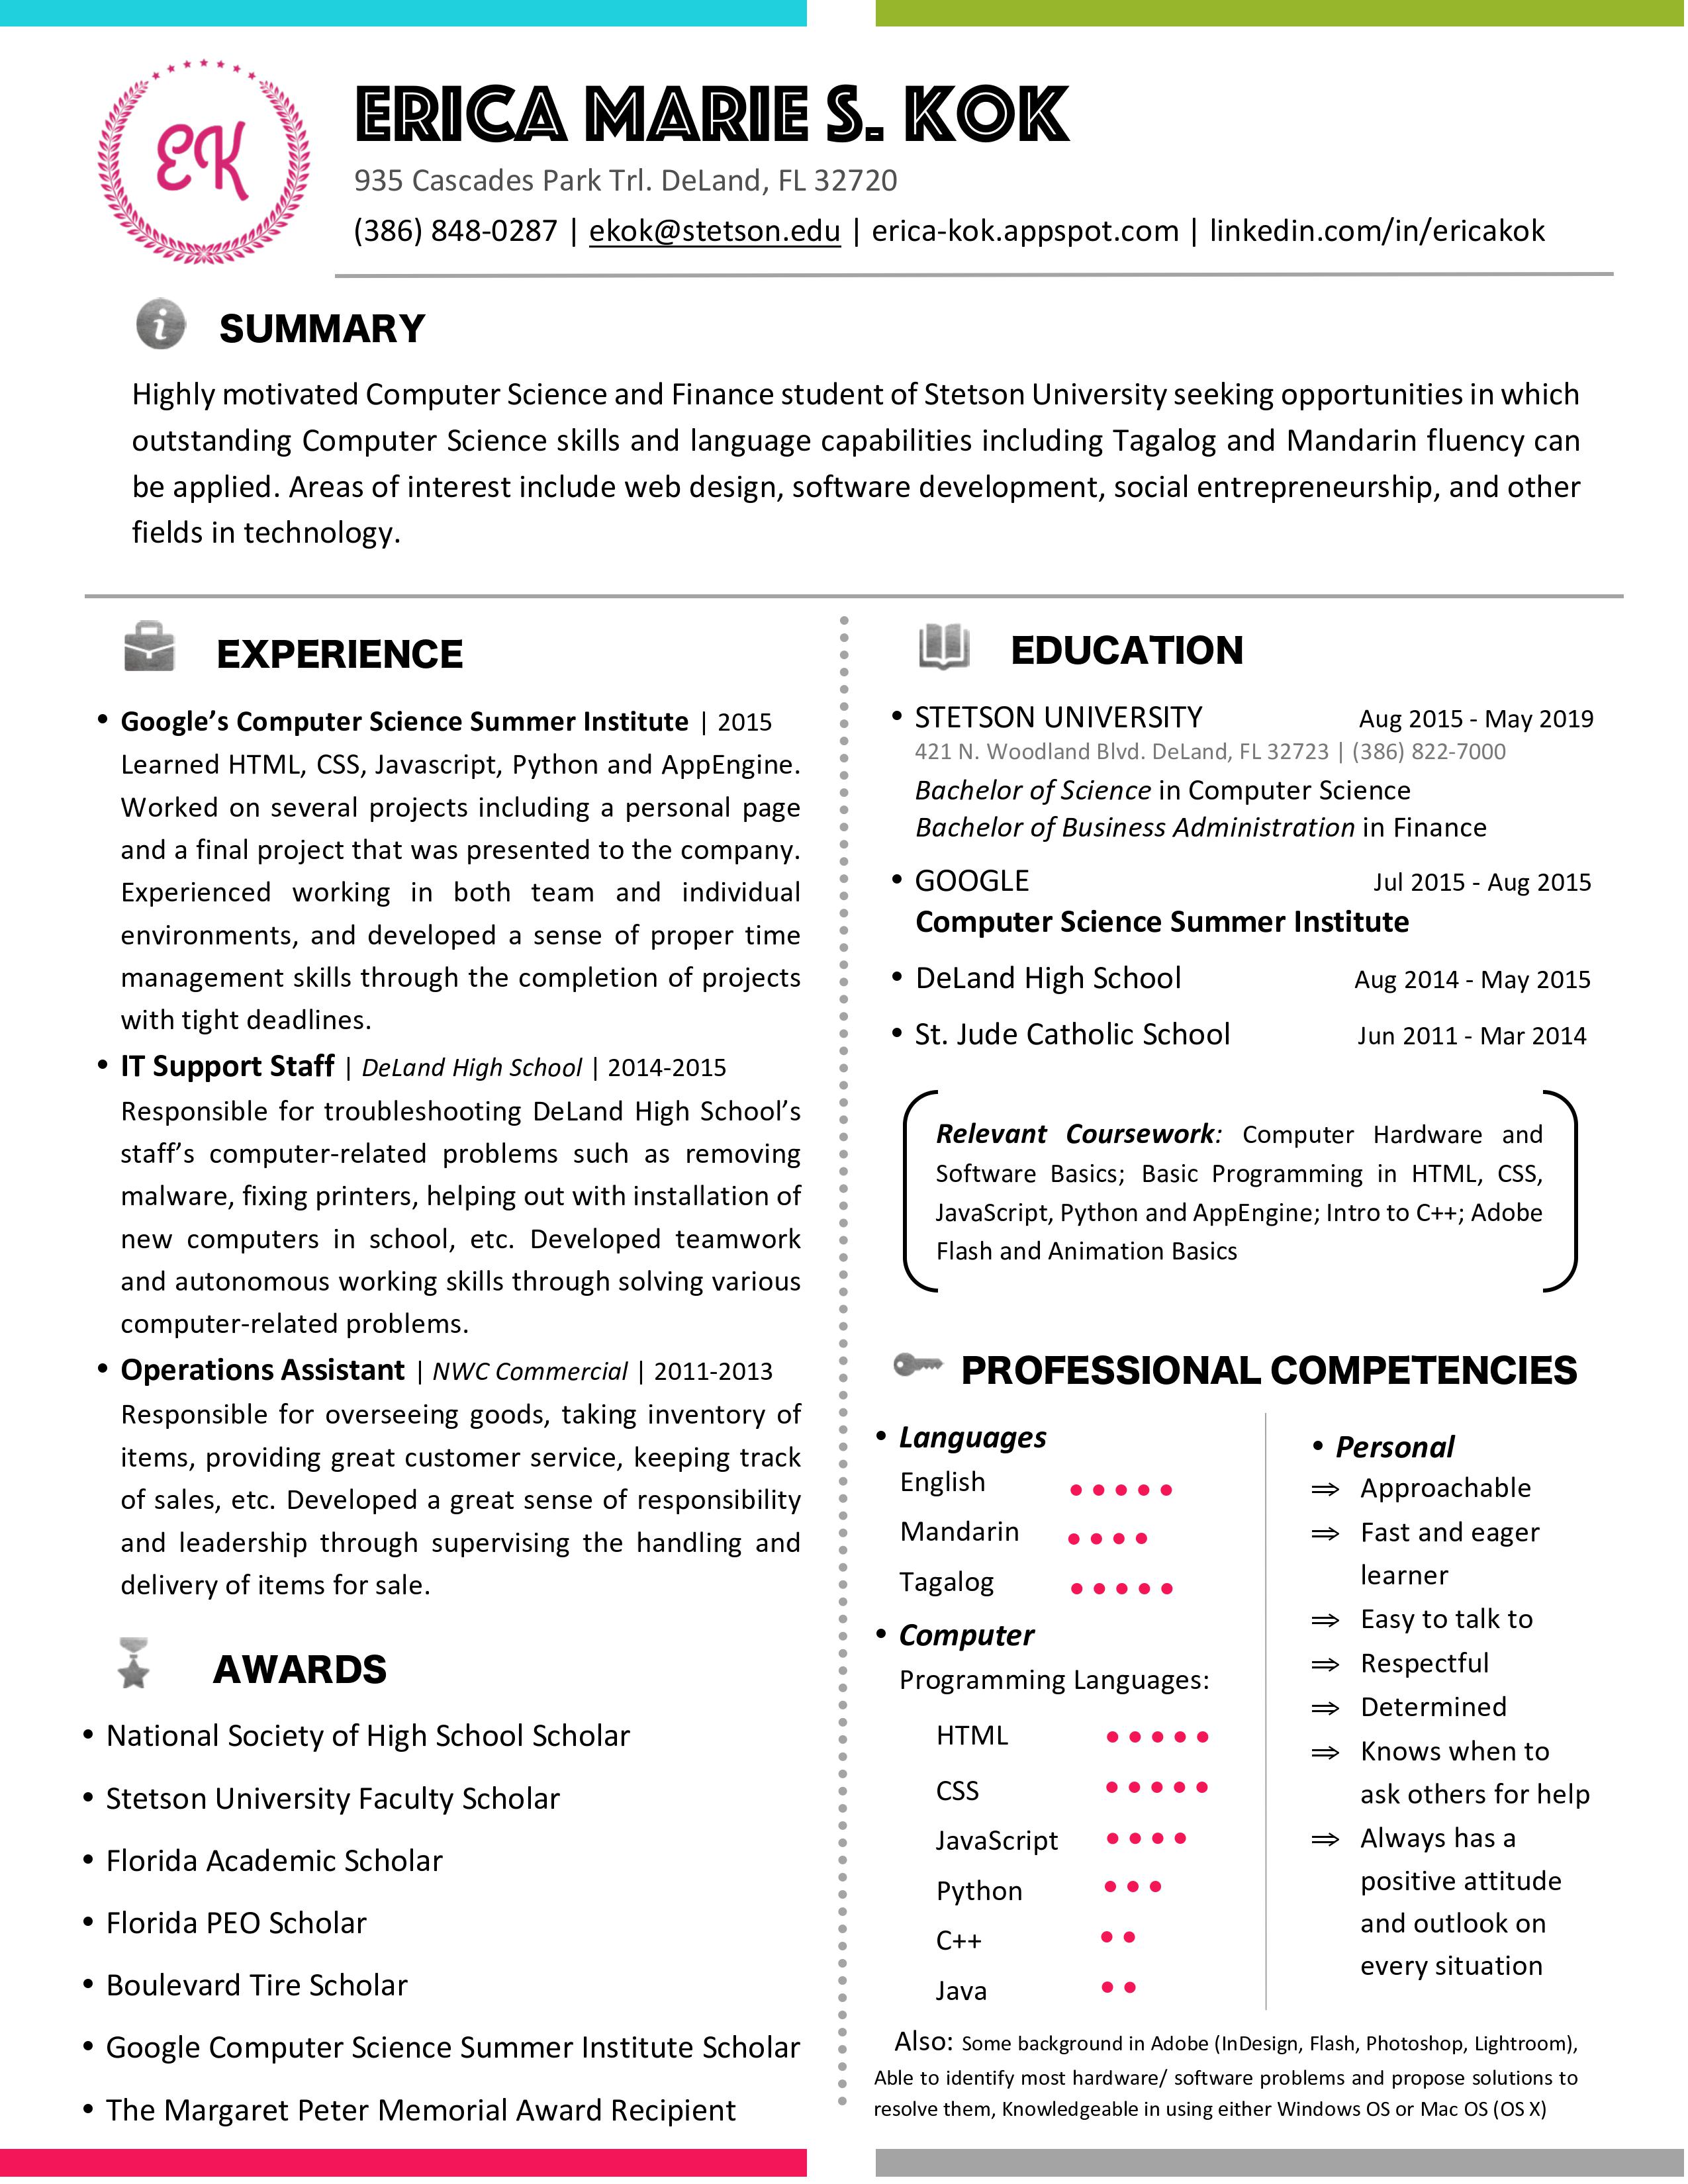 EK
ERICA MARIE S. KOK
935 Cascades Park Trl. DeLand, FL 32720
(386) 848-0287 | ekok@stetson.edu | erica-kok.appspot.com | linkedin.com/in/ericakok
SUMMARY
Highly motivated Computer Science and Finance student of Stetson University seeking opportunities in which
outstanding Computer Science skills and language capabilities including Tagalog and Mandarin fluency can
be applied. Areas of interest include web design, software development, social entrepreneurship, and other
fields in technology.
EXPERIENCE
• Google’s Computer Science Summer Institute | 2015
Learned HTML, CSS, Javascript, Python and AppEngine.
Worked on several projects including a personal page
and a final project that was presented to the company.
Experienced working in both team and individual
environments, and developed a sense of proper time
management skills through the completion of projects
with tight deadlines.
• IT Support Staff | DeLand High School | 2014-2015
Responsible for troubleshooting DeLand High School’s
staff’s computer-related problems such as removing
malware, fixing printers, helping out with installation of
new computers in school, etc. Developed teamwork
and autonomous working skills through solving various
computer-related problems.
• Operations Assistant | NWC Commercial | 2011-2013
Responsible for overseeing goods, taking inventory of
items, providing great customer service, keeping track
of sales, etc. Developed a great sense of responsibility
and leadership through supervising the handling and
delivery of items for sale.
AWARDS
• National Society of High School Scholar
• Stetson University Faculty Scholar
• Florida Academic Scholar
• Florida PEO Scholar
• Boulevard Tire Scholar
• Google Computer Science Summer Institute Scholar
• The Margaret Peter Memorial Award Recipient
EDUCATION
• STETSON UNIVERSITY Aug 2015 - May 2019
421 N. Woodland Blvd. DeLand, FL 32723 | (386) 822-7000
Bachelor of Science in Computer Science
Bachelor of Business Administration in Finance
• GOOGLE Jul 2015 - Aug 2015
Computer Science Summer Institute
• DeLand High School Aug 2014 - May 2015
• St. Jude Catholic School Jun 2011 - Mar 2014
Relevant Coursework: Computer Hardware and
Software Basics; Basic Programming in HTML, CSS,
JavaScript, Python and AppEngine; Intro to C++; Adobe
Flash and Animation Basics
PROFESSIONAL COMPETENCIES
• Languages
English
Mandarin
Tagalog
• Computer
Programming Languages:
HTML
CSS
JavaScript
Python
C++
Java
• Personal
⇒ Approachable
⇒ Fast and eager
learner
⇒ Easy to talk to
⇒ Respectful
⇒ Determined
⇒ Knows when to
ask others for help
⇒ Always has a
positive attitude
and outlook on
every situation
Also: Some background in Adobe (InDesign, Flash, Photoshop, Lightroom),
Able to identify most hardware/ software problems and propose solutions to
resolve them, Knowledgeable in using either Windows OS or Mac OS (OS X)